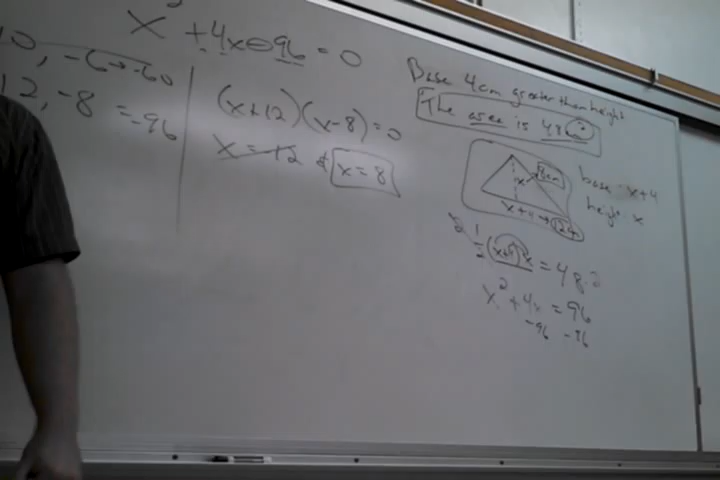 x² + 4x - 96 = 0
10, -6 → -60
12, -8 = -96
(x+12)(x-8) = 0
x = -12 & x = 8
Base 4cm greater than height
The area is 48
base = x+4
height = x
8cm
x
x+4 → 12cm
1/2 (x+4)x = 48·2
x² + 4x = 96
-96 -96